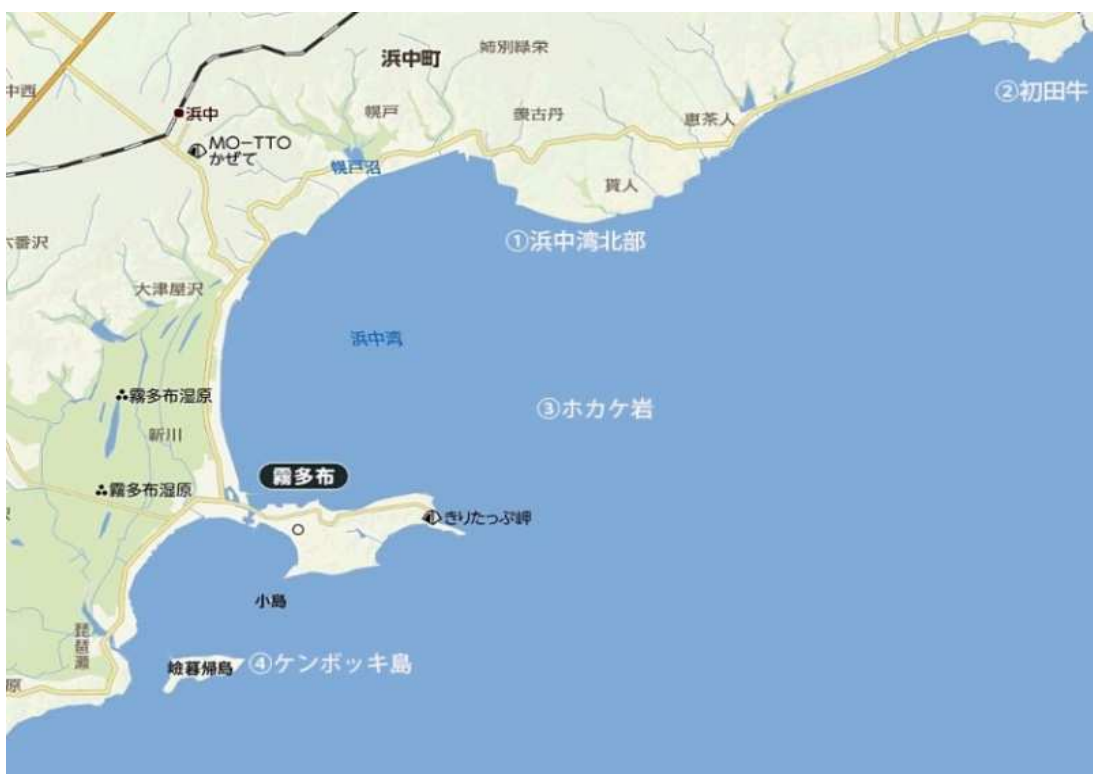 浜中町
姉別緑栄
中西
浜中
MO-TTO
かぜて
幌戸
羨古丹
恵茶人
②初田牛
幌戸沼
貰人
六番沢
①浜中湾北部
大津屋沢
浜中湾
霧多布湿原
③ホカケ岩
新川
霧多布
霧多布湿原
きりたっぷ岬
小島
琵琶瀬
嶮暮帰島
④ケンボッキ島
原